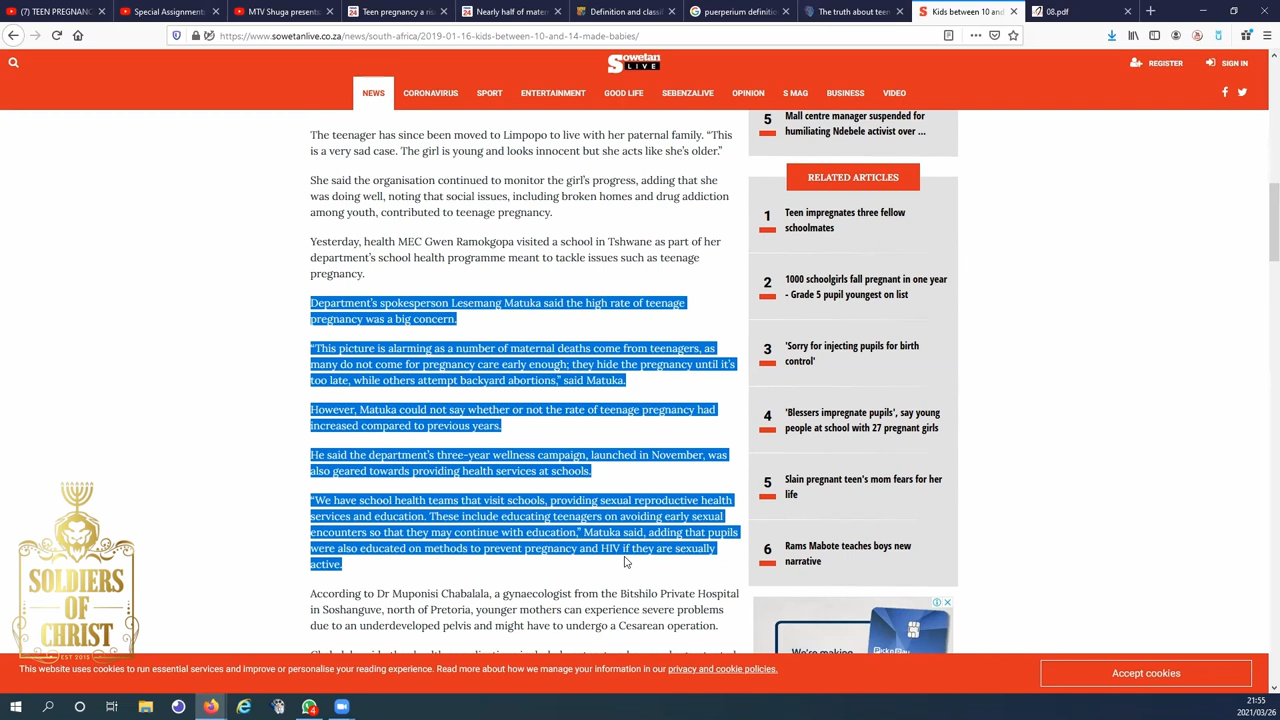 TEEN PREGNANC
Special Assignment
MTV Shuga presents:
Teen pregnancy a ris
Nearly half of mater
Definition and classif
puerperium definitio
The truth about teen
Kids between 10 and
08.pdf
https://www.sowetanlive.co.za/news/south-africa/2019-01-16-kids-between-10-and-14-made-babies/
Sowetan
LIVE
REGISTER
SIGN IN
NEWS
CORONAVIRUS
SPORT
ENTERTAINMENT
GOOD LIFE
SEBENZALIVE
OPINION
S MAG
BUSINESS
VIDEO
The teenager has since been moved to Limpopo to live with her paternal family. “This
is a very sad case. The girl is young and looks innocent but she acts like she’s older.”
She said the organisation continued to monitor the girl’s progress, adding that she
was doing well, noting that social issues, including broken homes and drug addiction
among youth, contributed to teenage pregnancy.
Yesterday, health MEC Gwen Ramokgopa visited a school in Tshwane as part of her
department’s school health programme meant to tackle issues such as teenage
pregnancy.
Department’s spokesperson Lesemang Matuka said the high rate of teenage
pregnancy was a big concern.
“This picture is alarming as a number of maternal deaths come from teenagers, as
many do not come for pregnancy care early enough; they hide the pregnancy until it’s
too late, while others attempt backyard abortions,” said Matuka.
However, Matuka could not say whether or not the rate of teenage pregnancy had
increased compared to previous years.
He said the department’s three-year wellness campaign, launched in November, was
also geared towards providing health services at schools.
“We have school health teams that visit schools, providing sexual reproductive health
services and education. These include educating teenagers on avoiding early sexual
encounters so that they may continue with education,” Matuka said, adding that pupils
were also educated on methods to prevent pregnancy and HIV if they are sexually
active.
According to Dr Muponisi Chabalala, a gynaecologist from the Bitshilo Private Hospital
in Soshanguve, north of Pretoria, younger mothers can experience severe problems
due to an underdeveloped pelvis and might have to undergo a Cesarean operation.
5
Mall centre manager suspended for
humiliating Ndebele activist over ...
RELATED ARTICLES
1
Teen impregnates three fellow
schoolmates
2
1000 schoolgirls fall pregnant in one year
- Grade 5 pupil youngest on list
3
'Sorry for injecting pupils for birth
control'
4
'Blessers impregnate pupils', say young
people at school with 27 pregnant girls
5
Slain pregnant teen's mom fears for her
life
6
Rams Mabote teaches boys new
narrative
We're making
SOLDIERS
OF
CHRIST
EST 2015
This website uses cookies to run essential services and improve or personalise your reading experience. Read more about how we manage your information in our privacy and cookie policies.
Accept cookies
4
21:55
2021/03/26